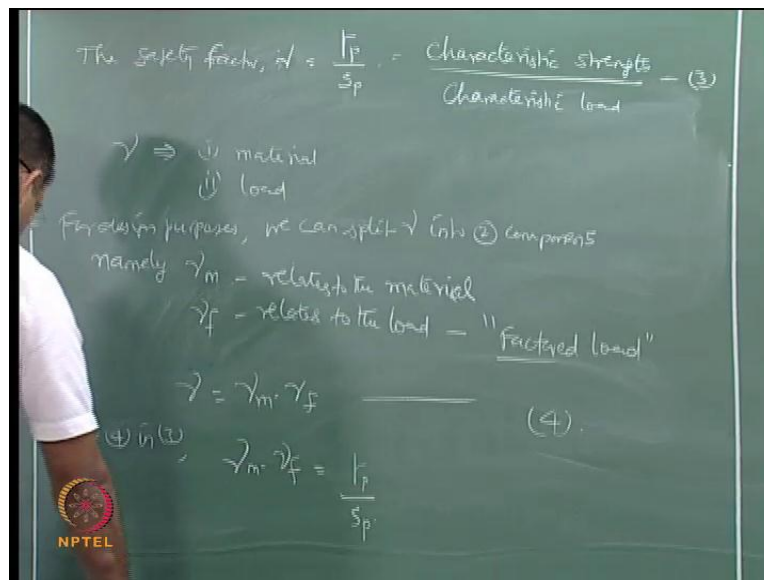 The safety factor, γ = rp / sp = Characteristic strength / Characteristic load — (3)
γ ⇒ (i) material
(ii) load
For design purposes, we can split γ into ② components
namely γm - relates to the material
γf - relates to the load — "Factored load"
γ = γm . γf ——— (4).
(4) in (3),
γm . γf = rp / sp.
NPTEL